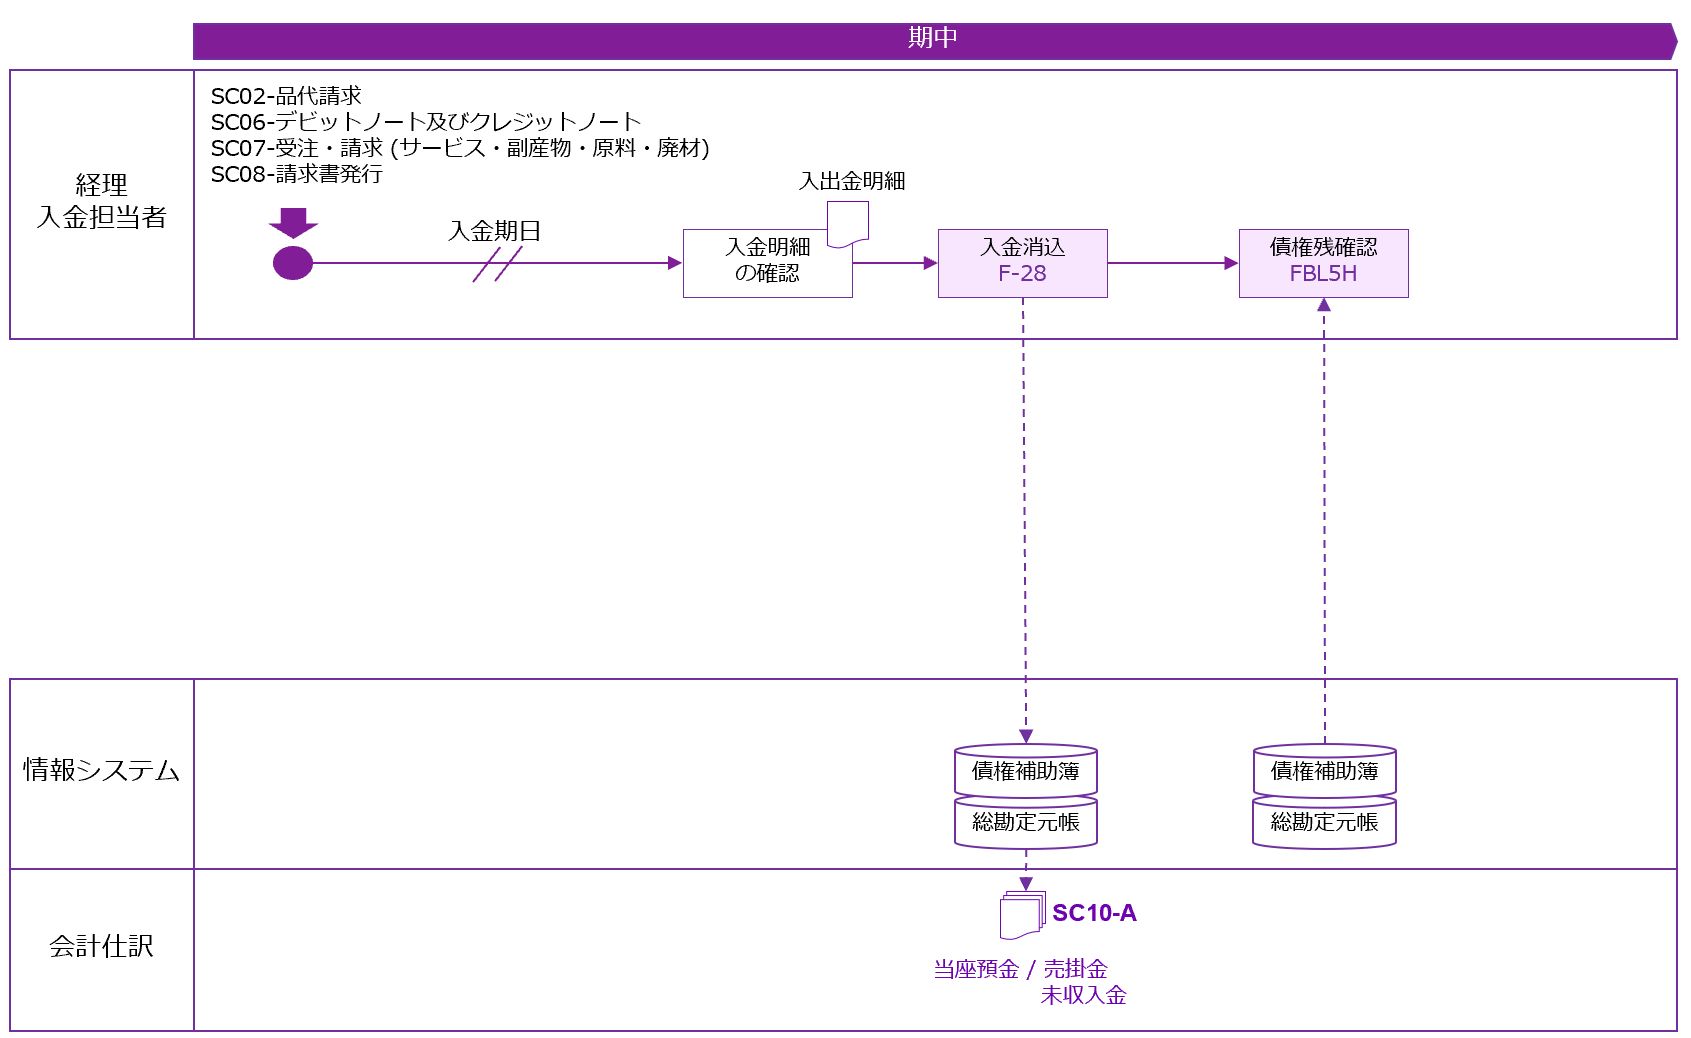 期中
SC02-品代請求
SC06-デビットノート及びクレジットノート
SC07-受注・請求 (サービス・副産物・原料・廃材)
SC08-請求書発行
経理
入金担当者
入出金明細
入金期日
入金明細
の確認
入金消込
F-28
債権残確認
FBL5H
情報システム
債権補助簿
総勘定元帳
債権補助簿
総勘定元帳
会計仕訳
SC10-A
当座預金 / 売掛金
未収入金